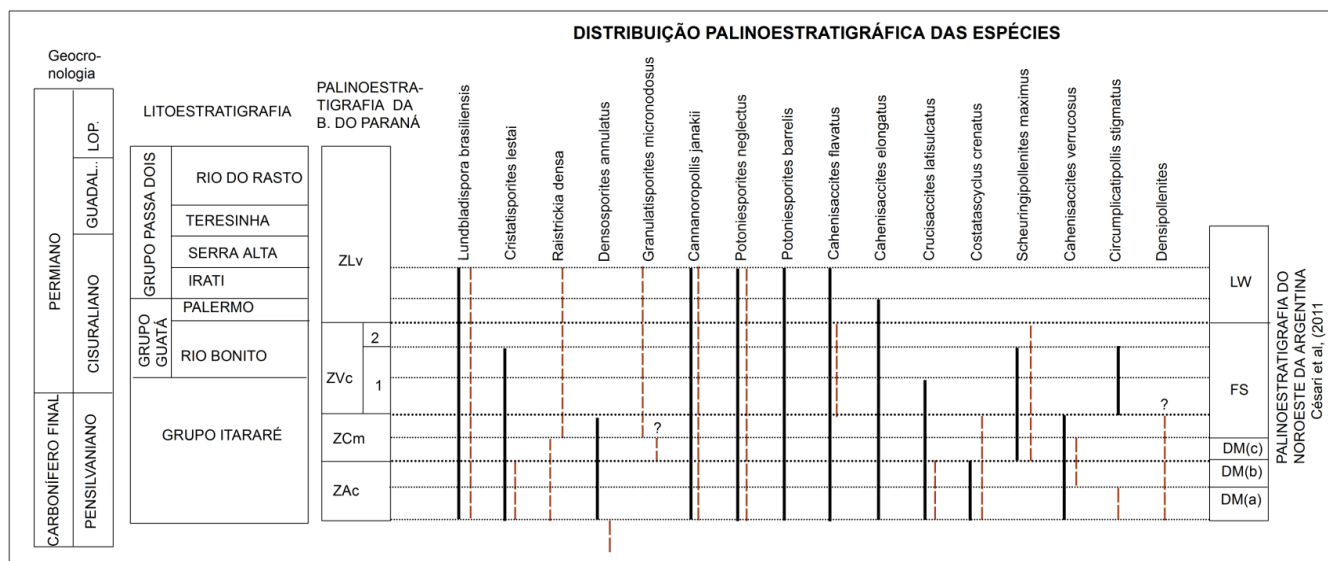 DISTRIBUIÇÃO PALINOESTRATIGRÁFICA DAS ESPÉCIES
Geocro-
nologia
PERMIANO
CARBONÍFERO FINAL
LOP.
GUADAL..
CISURALIANO
PENSILVANIANO
LITOESTRATIGRAFIA
GRUPO PASSA DOIS
RIO DO RASTO
TERESINHA
SERRA ALTA
IRATI
GRUPO
GUATÁ
PALERMO
RIO BONITO
GRUPO ITARARÉ
PALINOESTRA-
TIGRAFIA DA
B. DO PARANÁ
ZLv
ZVc
2
1
ZCm
ZAc
Lundbladispora brasiliensis
Cristatisporites lestai
Raistrickia densa
Densosporites annulatus
Granulatisporites micronodosus
Cannanoropollis janakii
Potoniesporites neglectus
Potoniesporites barrelis
Cahenisaccites flavatus
Cahenisaccites elongatus
Crucisaccites latisulcatus
Costatascyclus crenatus
Scheuringipollenites maximus
Cahenisaccites verrucosus
Circumplicatipollis stigmatus
Densipollenites
?
?
LW
FS
DM(c)
DM(b)
DM(a)
PALINOESTRATIGRAFIA DO
NOROESTE DA ARGENTINA
Césari et al, (2011